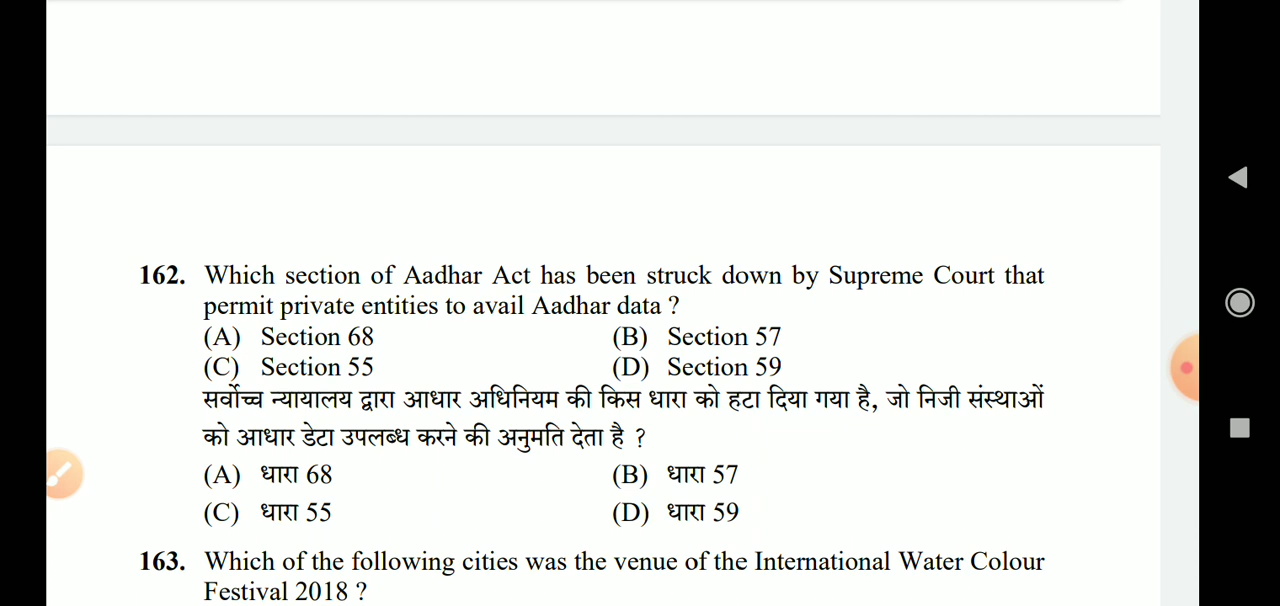 162. Which section of Aadhar Act has been struck down by Supreme Court that
permit private entities to avail Aadhar data ?
(A) Section 68 (B) Section 57
(C) Section 55 (D) Section 59
सर्वोच्च न्यायालय द्वारा आधार अधिनियम की किस धारा को हटा दिया गया है, जो निजी संस्थाओं
को आधार डेटा उपलब्ध करने की अनुमति देता है ?
(A) धारा 68 (B) धारा 57
(C) धारा 55 (D) धारा 59
163. Which of the following cities was the venue of the International Water Colour
Festival 2018 ?